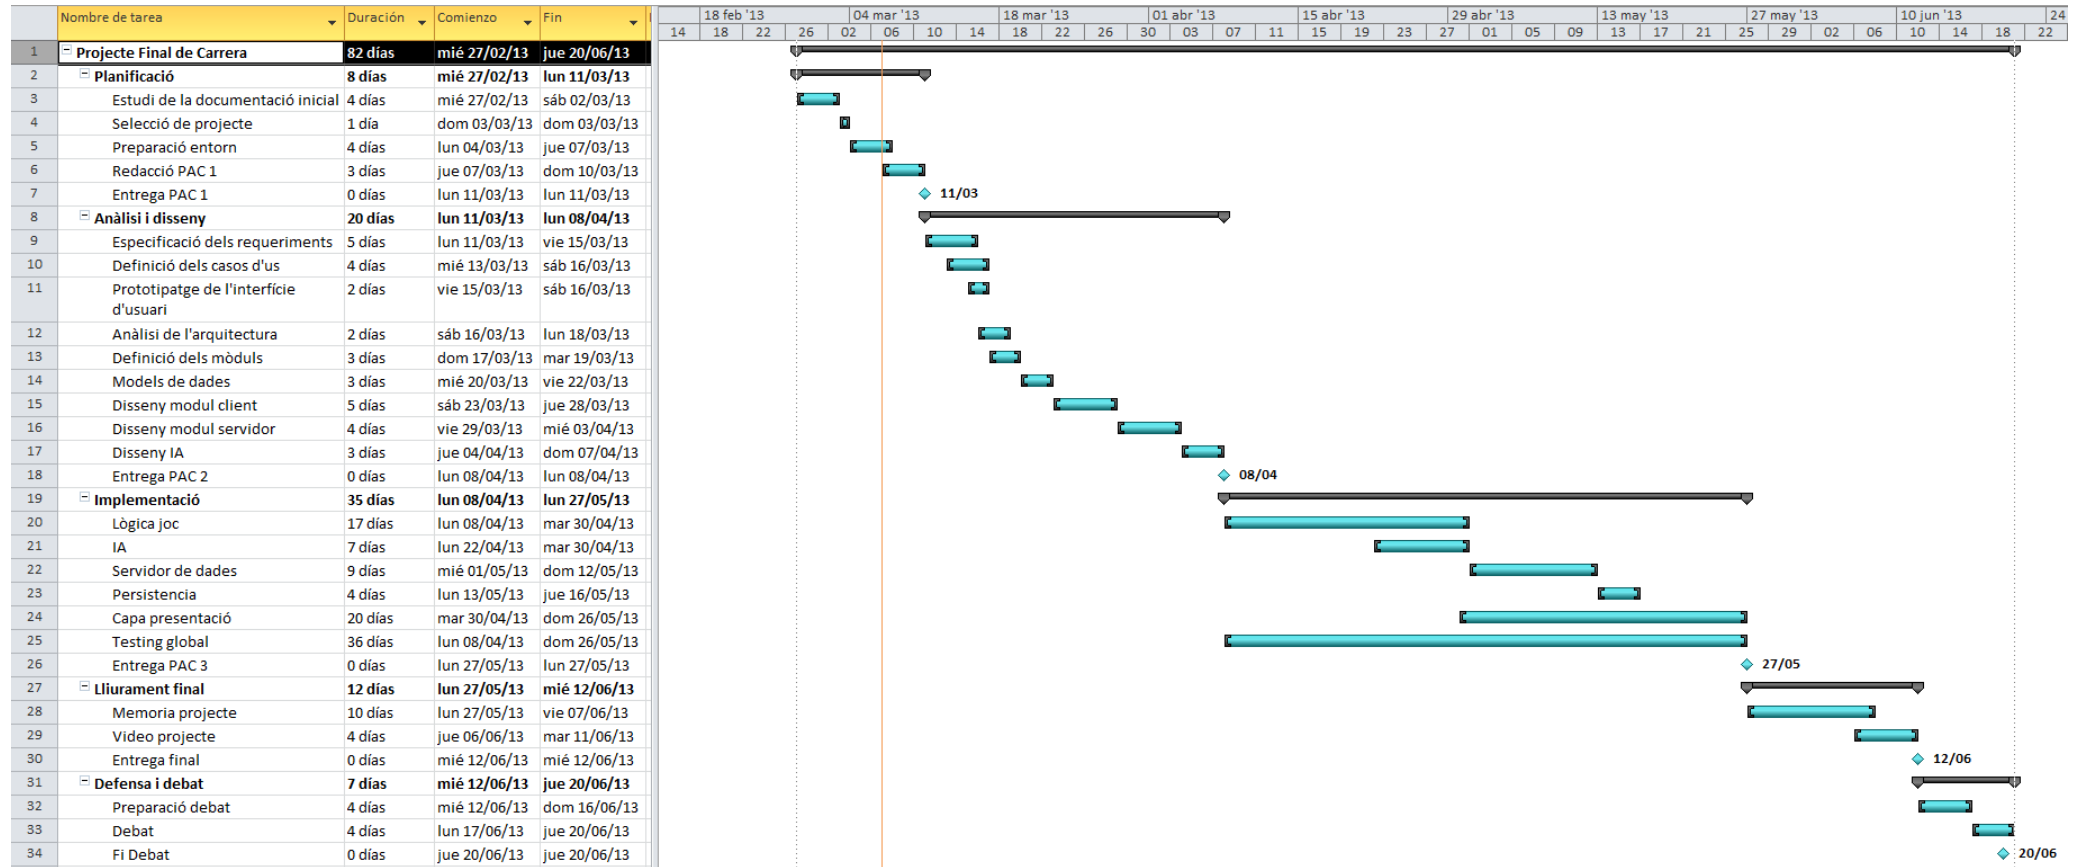 Nombre de tarea Duración Comienzo Fin
18 feb '13 04 mar '13 18 mar '13 01 abr '13 15 abr '13 29 abr '13 13 may '13 27 may '13 10 jun '13 24
14 18 22 26 02 06 10 14 18 22 26 30 03 07 11 15 19 23 27 01 05 09 13 17 21 25 29 02 06 10 14 18 22
1 Projecte Final de Carrera 82 días mié 27/02/13 jue 20/06/13
2 Planificació 8 días mié 27/02/13 lun 11/03/13
3 Estudi de la documentació inicial 4 días mié 27/02/13 sáb 02/03/13
4 Selecció de projecte 1 día dom 03/03/13 dom 03/03/13
5 Preparació entorn 4 días lun 04/03/13 jue 07/03/13
6 Redacció PAC 1 3 días jue 07/03/13 dom 10/03/13
7 Entrega PAC 1 0 días lun 11/03/13 lun 11/03/13 11/03
8 Anàlisi i disseny 20 días lun 11/03/13 lun 08/04/13
9 Especificació dels requeriments 5 días lun 11/03/13 vie 15/03/13
10 Definició dels casos d'us 4 días mié 13/03/13 sáb 16/03/13
11 Prototipatge de l'interfície 2 días vie 15/03/13 sáb 16/03/13
d'usuari
12 Anàlisi de l'arquitectura 2 días sáb 16/03/13 lun 18/03/13
13 Definició dels mòduls 3 días dom 17/03/13 mar 19/03/13
14 Models de dades 3 días mié 20/03/13 vie 22/03/13
15 Disseny modul client 5 días sáb 23/03/13 jue 28/03/13
16 Disseny modul servidor 4 días vie 29/03/13 mié 03/04/13
17 Disseny IA 3 días jue 04/04/13 dom 07/04/13
18 Entrega PAC 2 0 días lun 08/04/13 lun 08/04/13 08/04
19 Implementació 35 días lun 08/04/13 lun 27/05/13
20 Lògica joc 17 días lun 08/04/13 mar 30/04/13
21 IA 7 días lun 22/04/13 mar 30/04/13
22 Servidor de dades 9 días mié 01/05/13 dom 12/05/13
23 Persistencia 4 días lun 13/05/13 jue 16/05/13
24 Capa presentació 20 días mar 30/04/13 dom 26/05/13
25 Testing global 36 días lun 08/04/13 dom 26/05/13
26 Entrega PAC 3 0 días lun 27/05/13 lun 27/05/13 27/05
27 Lliurament final 12 días lun 27/05/13 mié 12/06/13
28 Memoria projecte 10 días lun 27/05/13 vie 07/06/13
29 Video projecte 4 días jue 06/06/13 mar 11/06/13
30 Entrega final 0 días mié 12/06/13 mié 12/06/13 12/06
31 Defensa i debat 7 días mié 12/06/13 jue 20/06/13
32 Preparació debat 4 días mié 12/06/13 dom 16/06/13
33 Debat 4 días lun 17/06/13 jue 20/06/13
34 Fi Debat 0 días jue 20/06/13 jue 20/06/13 20/06